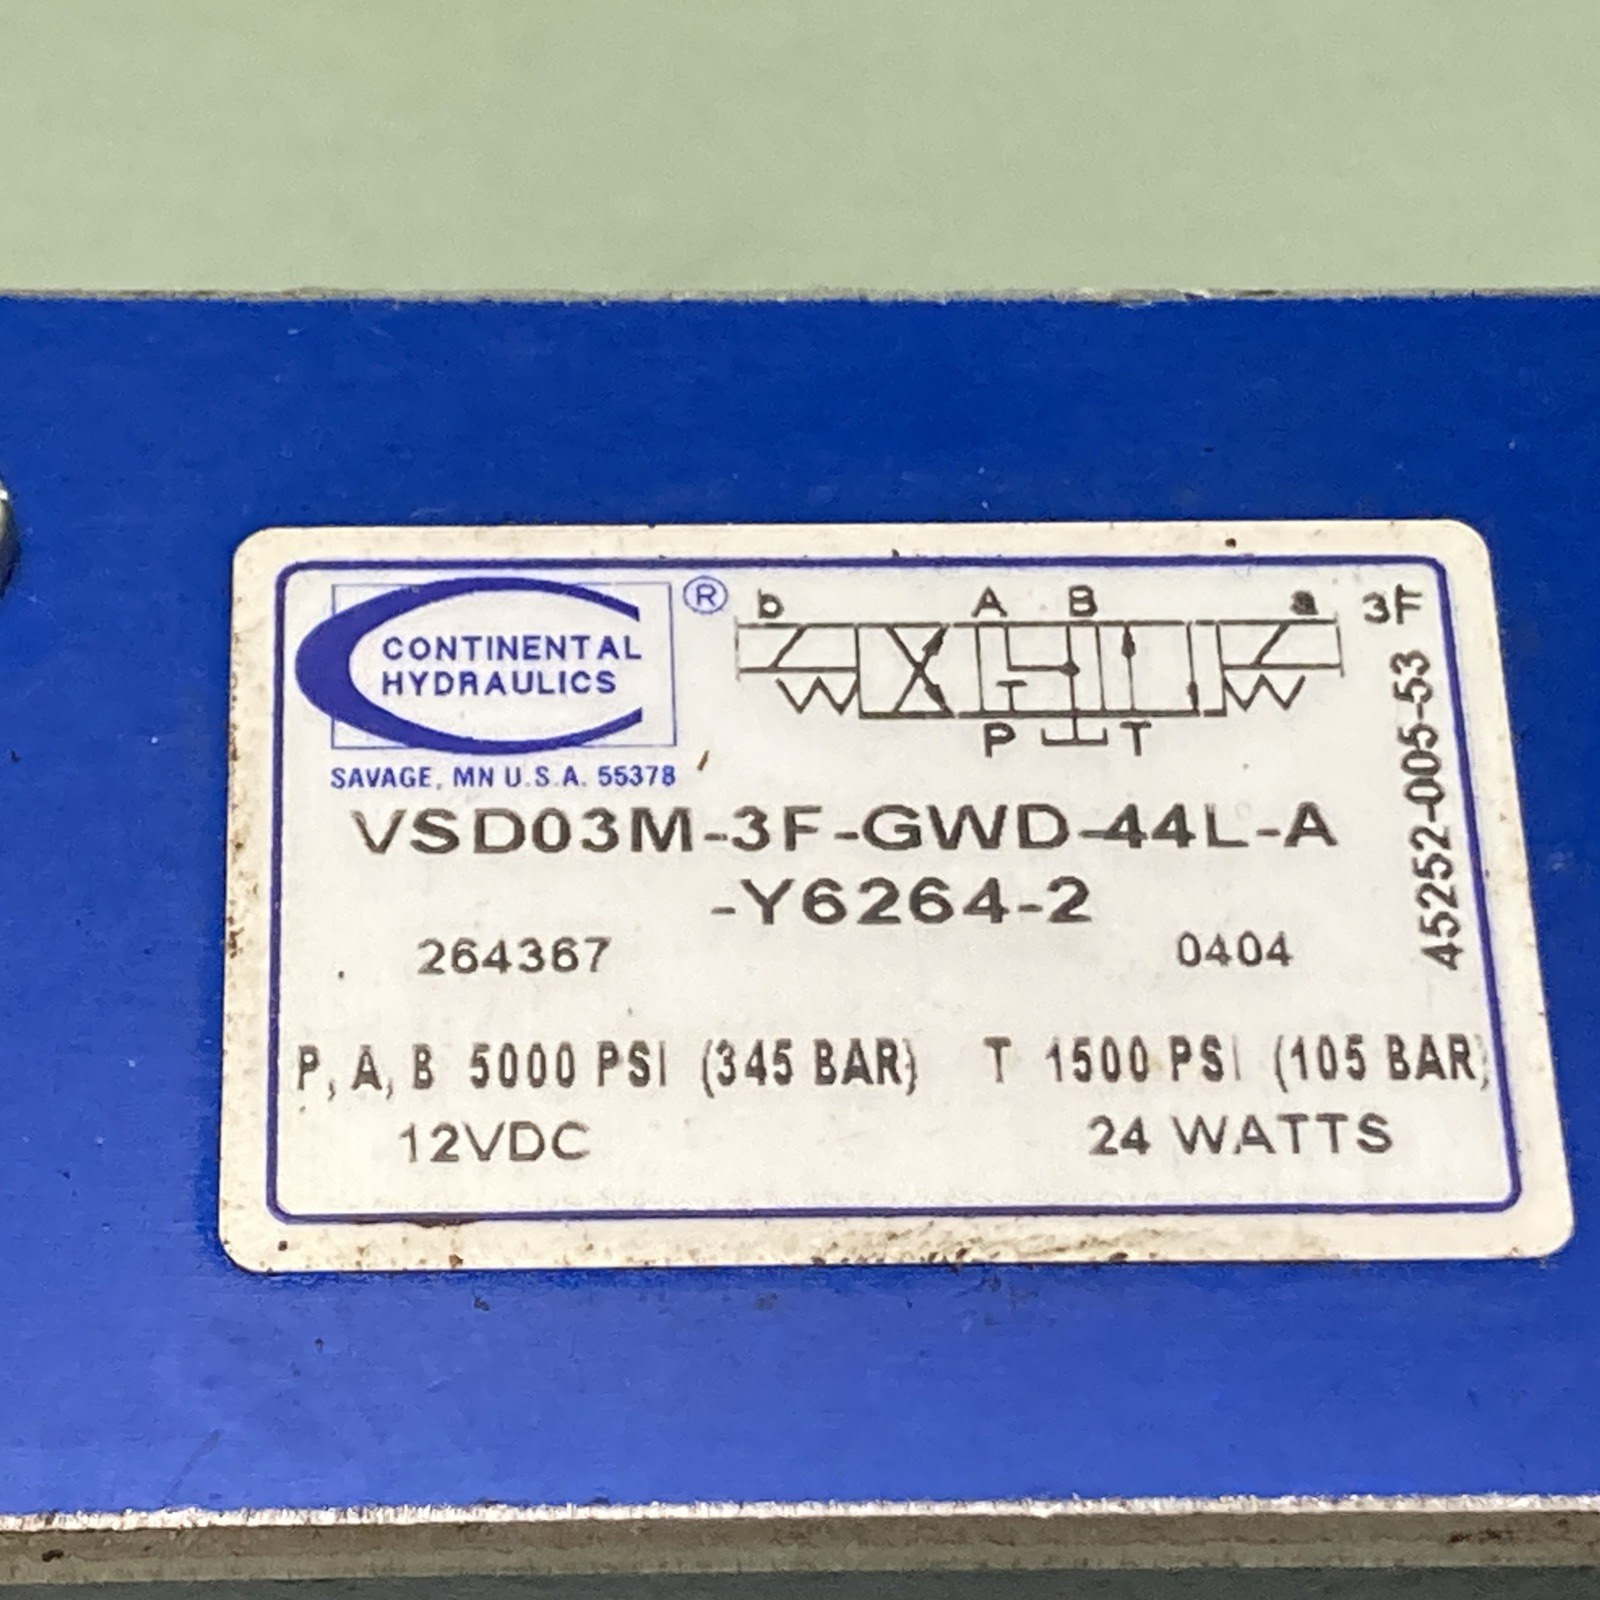 CONTINENTAL ®
HYDRAULICS
SAVAGE, MN U.S.A. 55378
b A B a 3F
T
P T
45252-005-53
VSD03M-3F-GWD-44L-A
-Y6264-2
264367 0404
P, A, B 5000 PSI (345 BAR) T 1500 PSI (105 BAR)
12VDC 24 WATTS